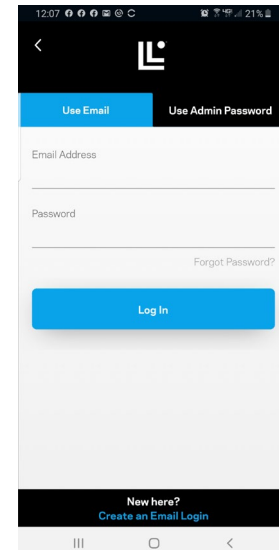 12:07 21%
Use Email Use Admin Password
Email Address
Password
Forgot Password?
Log In
New here?
Create an Email Login